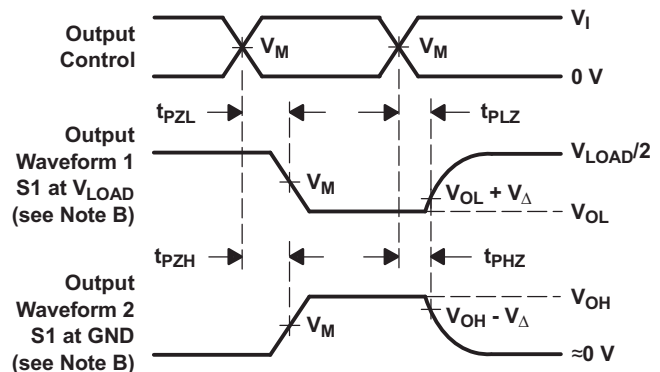 Output
Control
V_M
V_M
V_I
0 V
t_PZL
t_PLZ
Output
Waveform 1
S1 at V_LOAD
(see Note B)
V_M
V_LOAD/2
V_OL + V_Δ
V_OL
t_PZH
t_PHZ
Output
Waveform 2
S1 at GND
(see Note B)
V_M
V_OH
V_OH - V_Δ
≈0 V